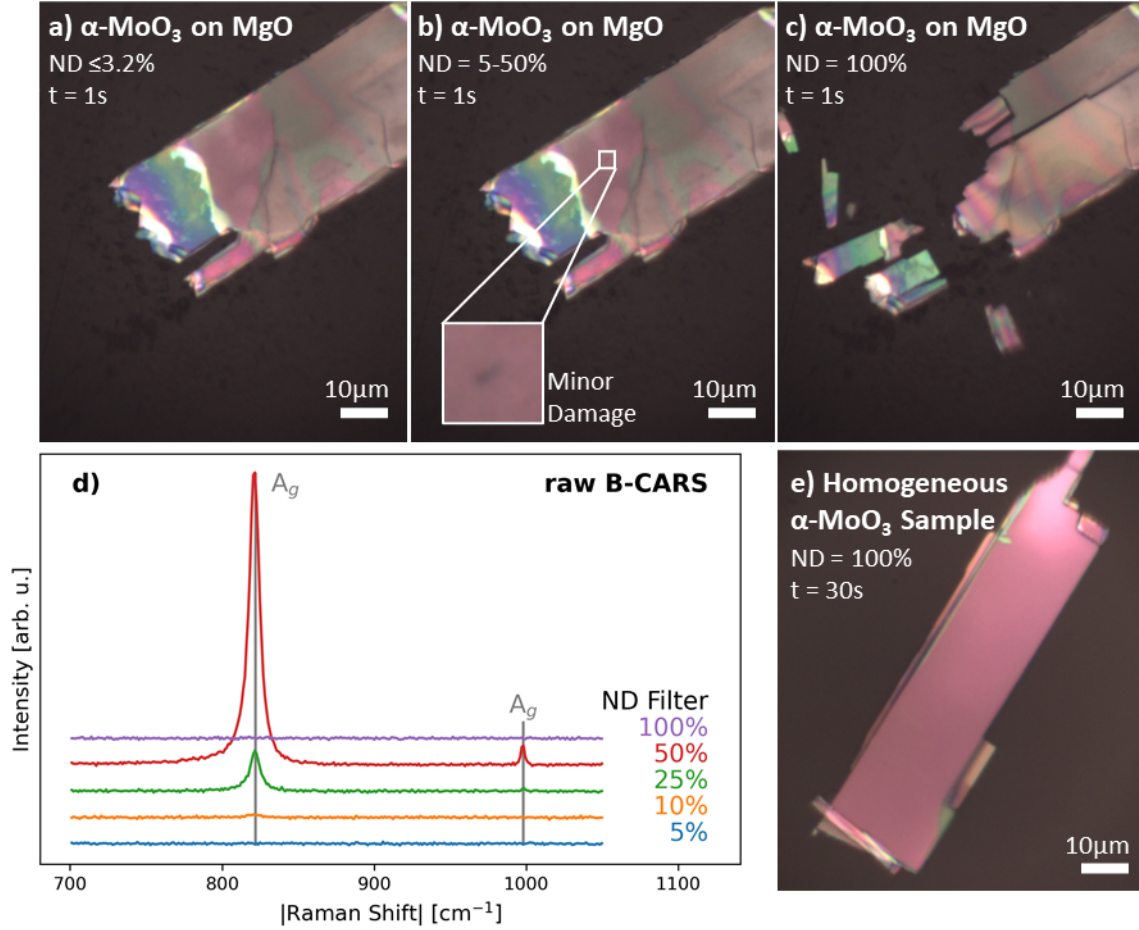 a) α-MoO₃ on MgO
ND ≤3.2%
t = 1s
10µm
b) α-MoO₃ on MgO
ND = 5-50%
t = 1s
Minor
Damage
10µm
c) α-MoO₃ on MgO
ND = 100%
t = 1s
10µm
d)
raw B-CARS
A_g
A_g
ND Filter
100%
50%
25%
10%
5%
Intensity [arb. u.]
700 800 900 1000 1100
|Raman Shift| [cm⁻¹]
e) Homogeneous
α-MoO₃ Sample
ND = 100%
t = 30s
10µm